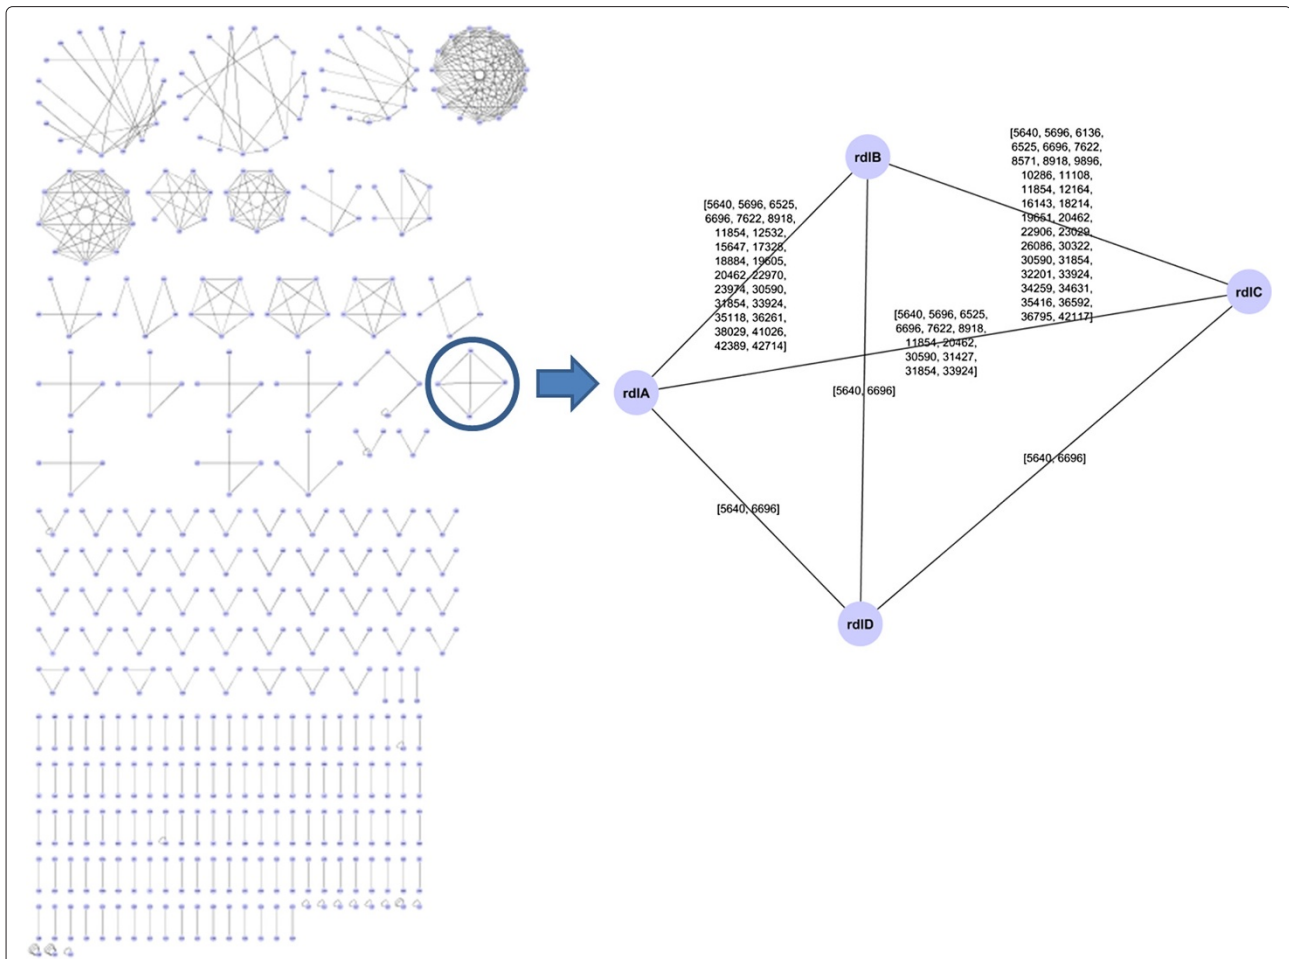 rdlB
[5640, 5696, 6136,
6525, 6696, 7622,
8571, 8918, 9896,
10286, 11108,
11854, 12164,
16143, 18214,
19651, 20462,
22906, 23029,
26086, 30322,
30590, 31854,
32201, 33924,
34259, 34631,
35416, 36592,
36795, 42117]
[5640, 5696, 6525,
6696, 7622, 8918,
11854, 12532,
15647, 17328,
18884, 19605,
20462, 22970,
23974, 30590,
31854, 33924,
35118, 36261,
38029, 41026,
42389, 42714]
rdlC
[5640, 5696, 6525,
6696, 7622, 8918,
11854, 20462,
30590, 31427,
31854, 33924]
rdlA
[5640, 6696]
[5640, 6696]
[5640, 6696]
rdlD